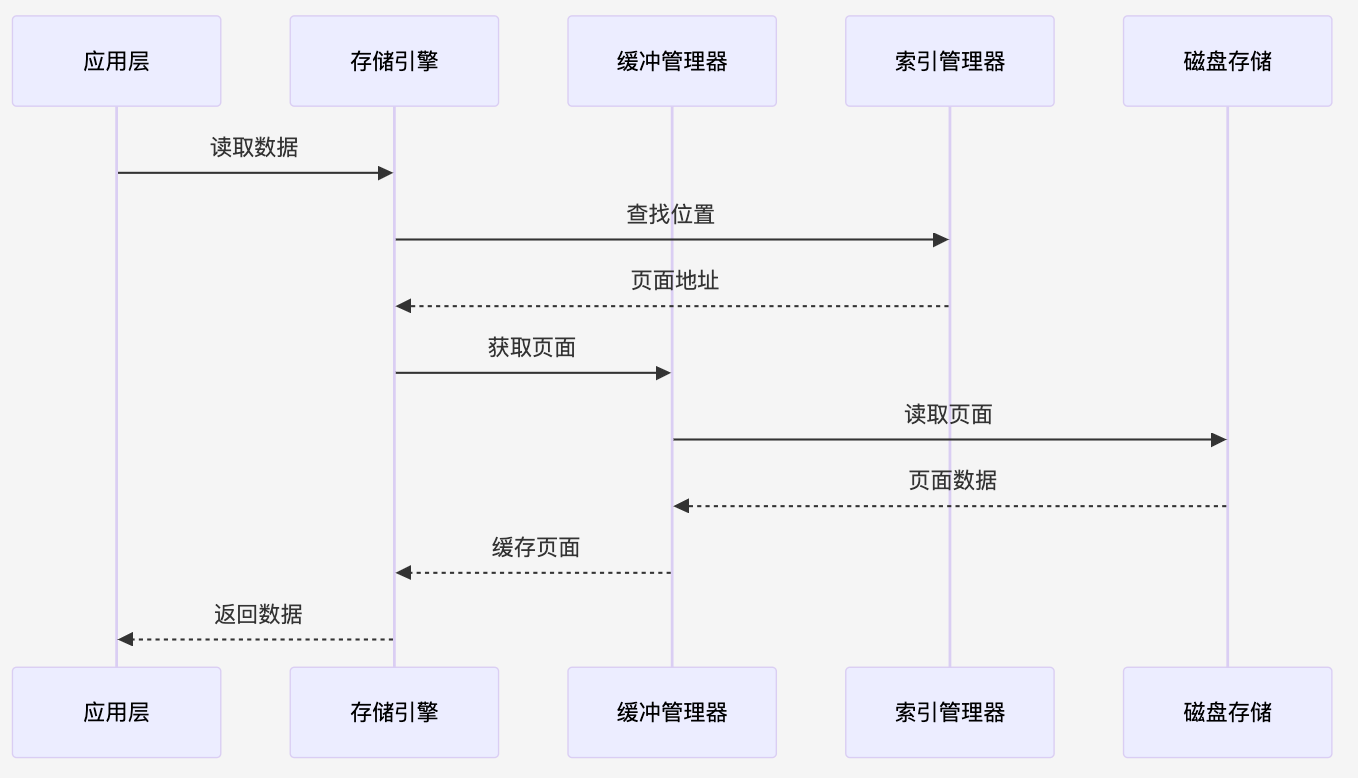 应用层
存储引擎
缓冲管理器
索引管理器
磁盘存储
读取数据
查找位置
页面地址
获取页面
读取页面
页面数据
缓存页面
返回数据
应用层
存储引擎
缓冲管理器
索引管理器
磁盘存储